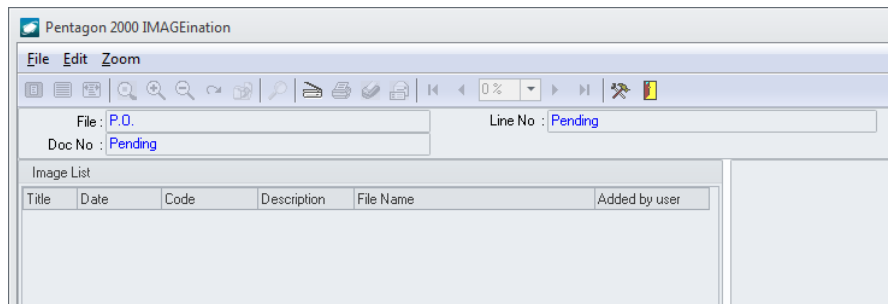 Pentagon 2000 IMAGEination
File Edit Zoom
0 %
File : P.O. Line No : Pending
Doc No : Pending
Image List
Title Date Code Description File Name Added by user